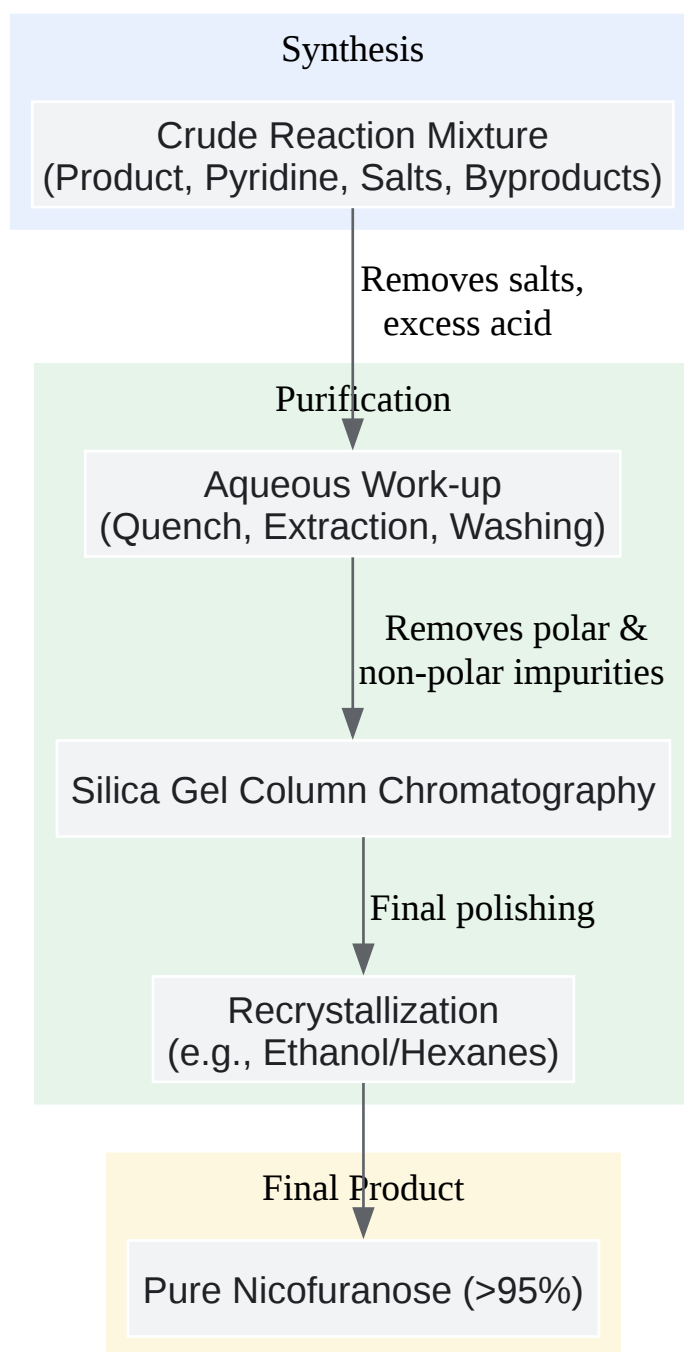 Synthesis
Crude Reaction Mixture
(Product, Pyridine, Salts, Byproducts)
Removes salts,
excess acid
Purification
Aqueous Work-up
(Quench, Extraction, Washing)
Removes polar &
non-polar impurities
Silica Gel Column Chromatography
Final polishing
Recrystallization
(e.g., Ethanol/Hexanes)
Final Product
Pure Nicofuranose (>95%)